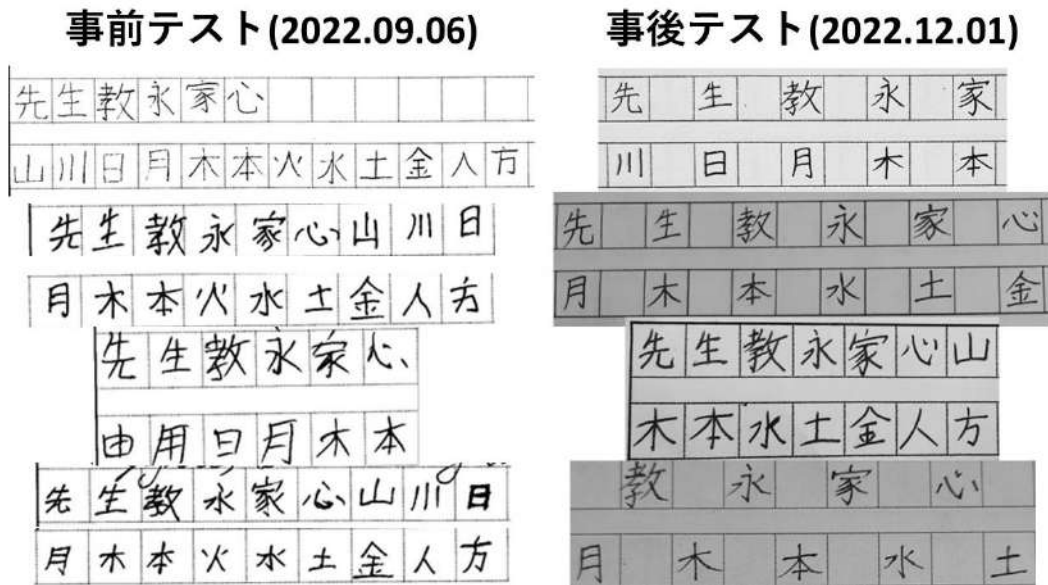 事前テスト(2022.09.06)
先生教永家心
山川日月木本火水土金人方
先生教永家心山川日
月木本火水土金人方
先生教永家心
由用日月木本
先生教永家心山川日
月木本火水土金人方
事後テスト(2022.12.01)
先生教永家
川日月木本
先生教永家心
月木本水土金
先生教永家心山
木本水土金人方
教永家心
月木本水土